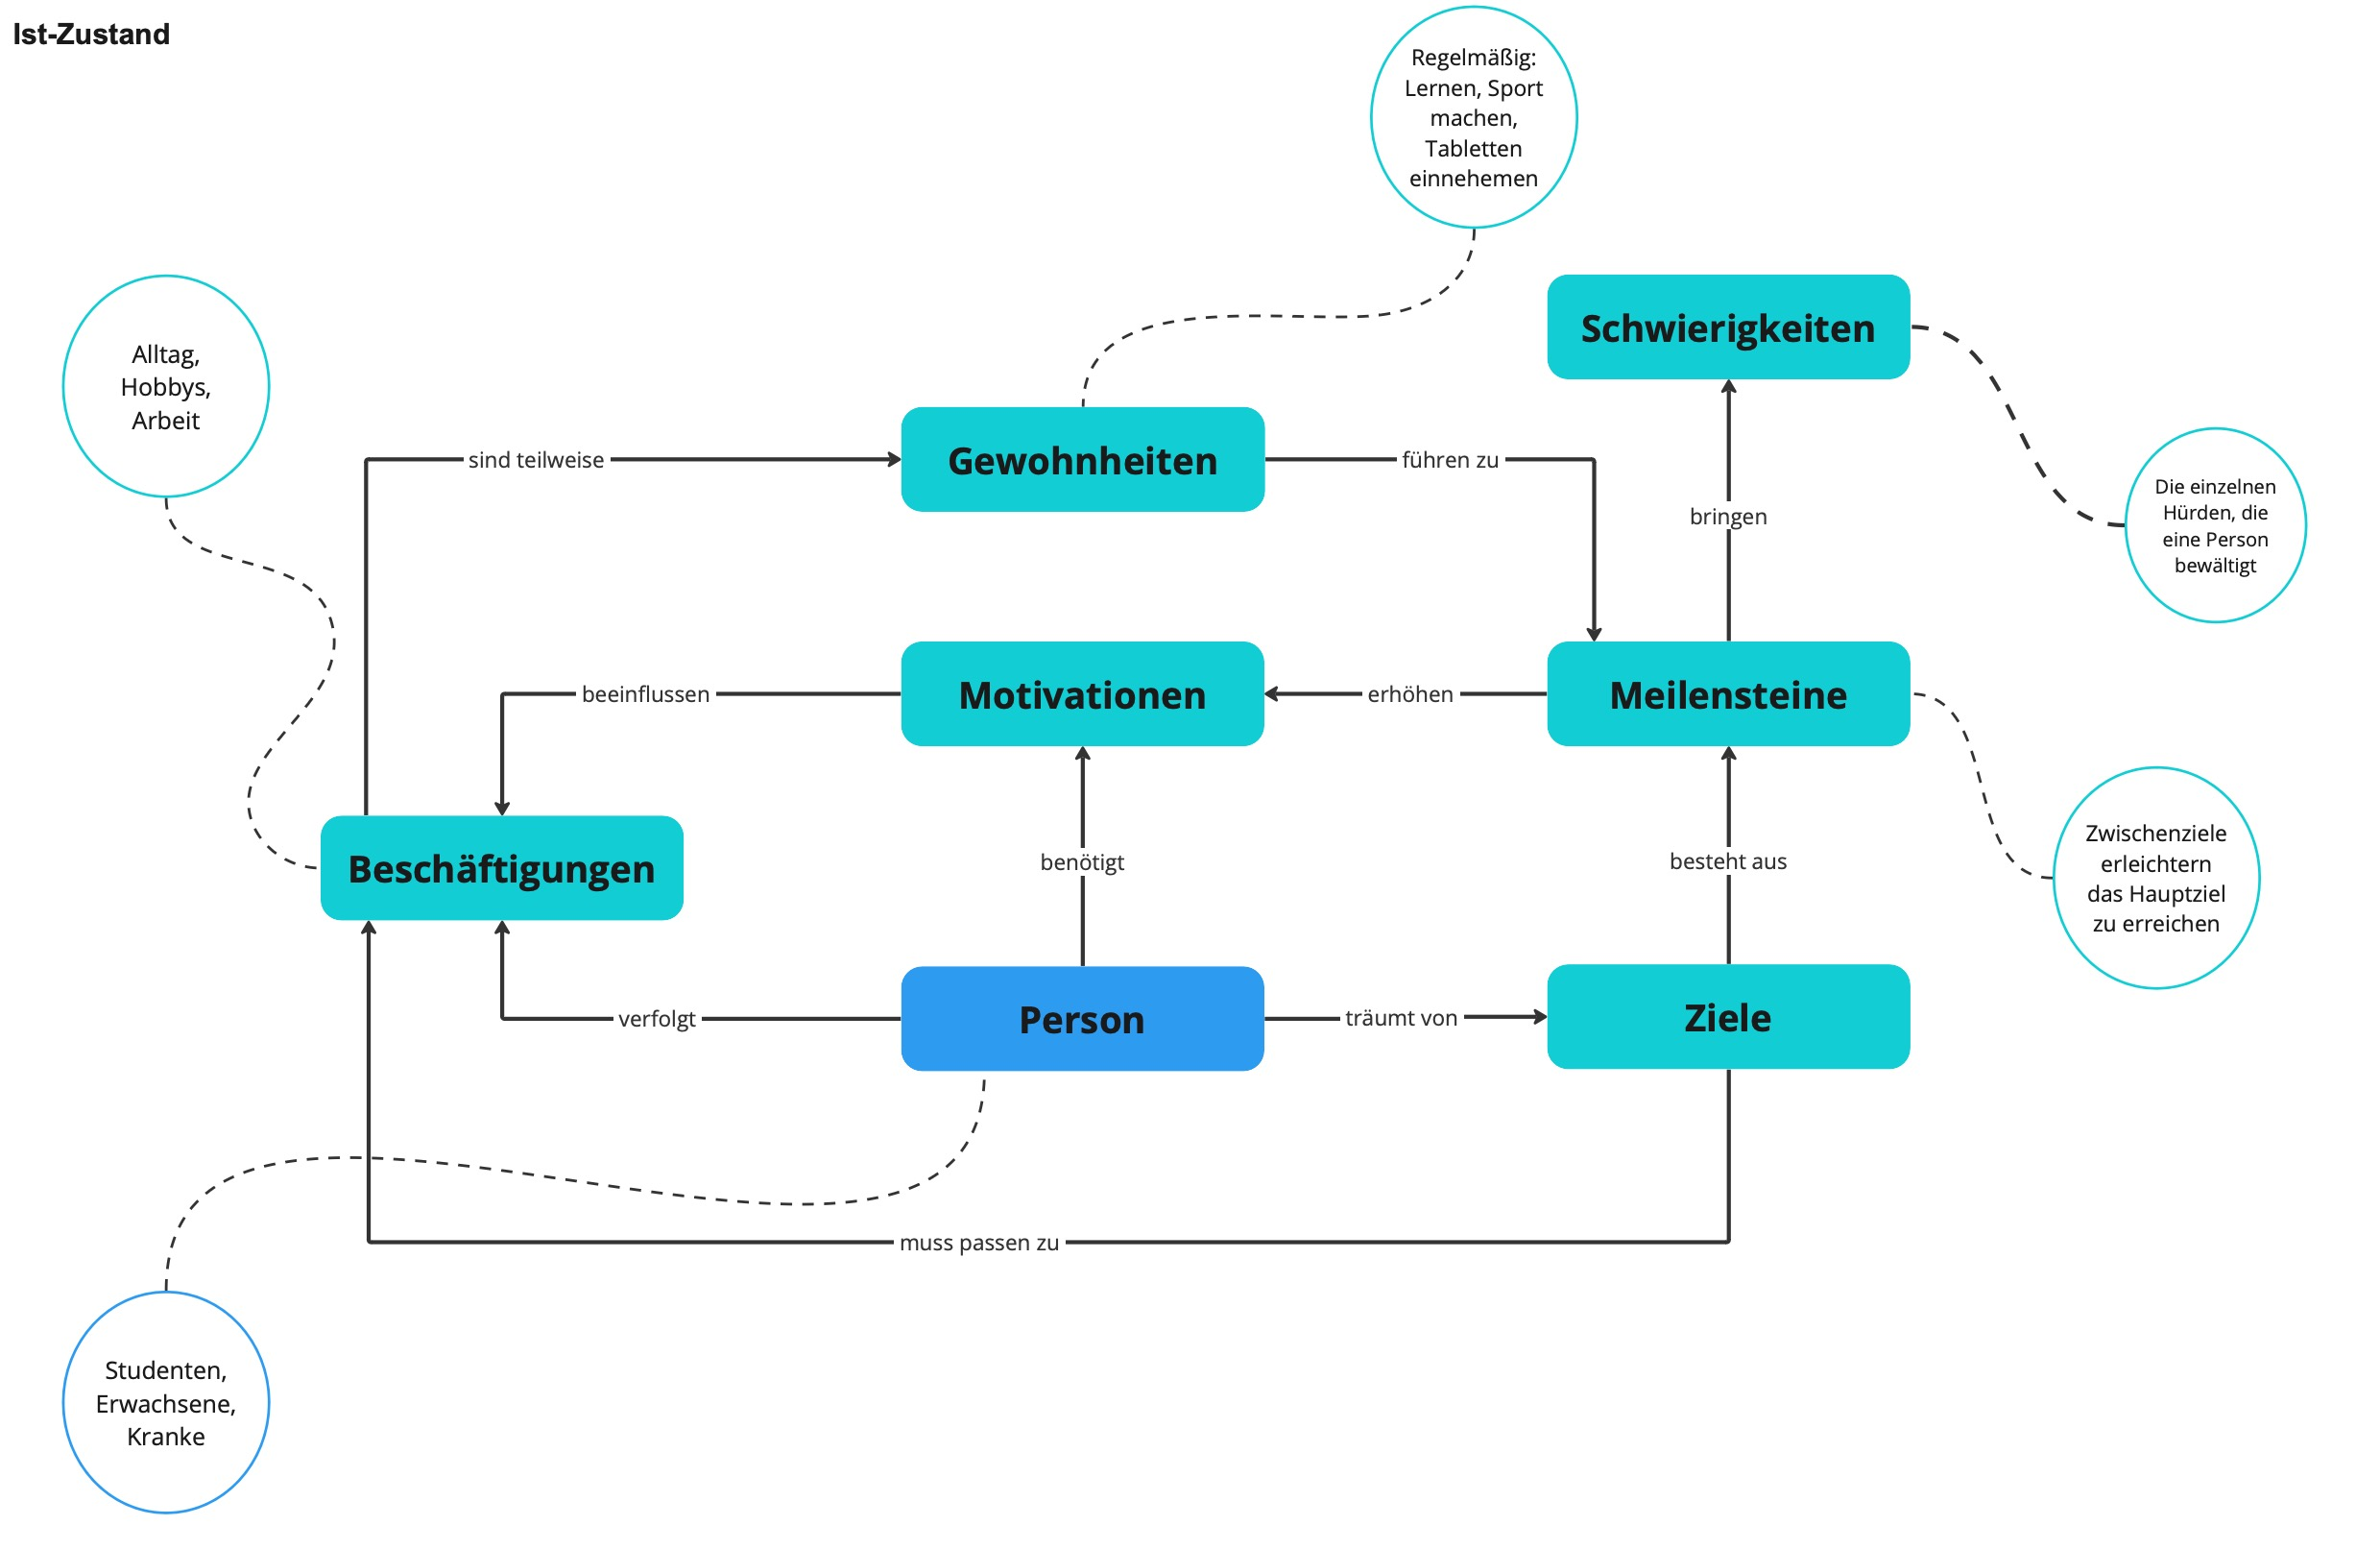 Ist-Zustand
Regelmäßig:
Lernen, Sport
machen,
Tabletten
einnehemen
Alltag,
Hobbys,
Arbeit
Schwierigkeiten
Gewohnheiten
sind teilweise
führen zu
bringen
Die einzelnen
Hürden, die
eine Person
bewältigt
Motivationen
Meilensteine
beeinflussen
erhöhen
Beschäftigungen
benötigt
besteht aus
Zwischenziele
erleichtern
das Hauptziel
zu erreichen
verfolgt
Person
träumt von
Ziele
muss passen zu
Studenten,
Erwachsene,
Kranke